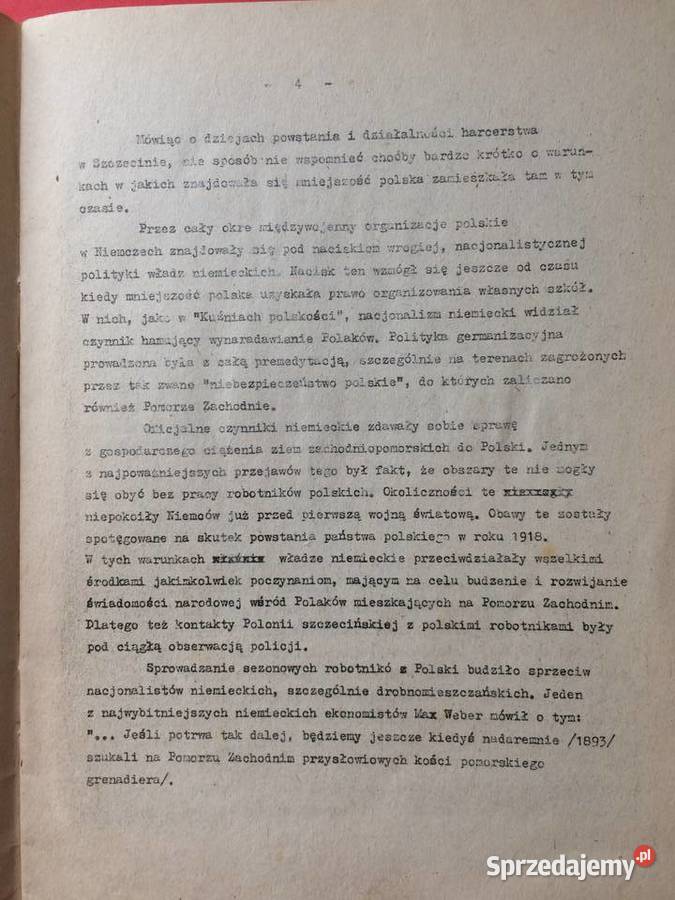 - 4 -
Mówiąc o dziejach powstania i działalności harcerstwa
w Szczecinie, nie sposób nie wspomnieć choćby bardzo krótko o warun-
kach w jakich znajdowała się mniejszość polska zamieszkała tam w tym
czasie.
Przez cały okre międzywojenny organizacje polskie
w Niemczech znajdowały się pod naciskiem wrogiej, nacjonalistycznej
polityki władz niemieckich. Nacisk ten wzmógł się jeszcze od czasu
kiedy mniejszość polska uzyskała prawo organizowania własnych szkół.
W nich, jako w "Kuźniach polskości", nacjonalizm niemiecki widział
czynnik hamujący wynaradawianie Polaków. Polityka germanizacyjna
prowadzona była z całą premedytacją, szczególnie na terenach zagrożonych
przez tak zwane "niebezpieczeństwo polskie", do których zaliczano
również Pomorze Zachodnie.
Oficjalne czynniki niemieckie zdawały sobie sprawę
z gospodarczego ciążenia ziem zachodniopomorskich do Polski. Jednym
z najpoważniejszych przejawów tego był fakt, że obszary te nie mogły
się obyć bez pracy robotników polskich. Okoliczności te
niepokoiły Niemców już przed pierwszą wojną światową. Obawy te zostały
spotęgowane na skutek powstania państwa polskiego w roku 1918.
W tych warunkach władze niemieckie przeciwdziałały wszelkimi
środkami jakimkolwiek poczynaniom, mającym na celu budzenie i rozwijanie
świadomości narodowej wśród Polaków mieszkających na Pomorzu Zachodnim.
Dlatego też kontakty Polonii szczecińskiej z polskimi robotnikami były
pod ciągłą obserwacją policji.
Sprowadzanie sezonowych robotnikó z Polski budziło sprzeciw
nacjonalistów niemieckich, szczególnie drobnomieszczańskich. Jeden
z najwybitniejszych niemieckich ekonomistów Max Weber mówił o tym:
"... Jeśli potrwa tak dalej, będziemy jeszcze kiedyś nadaremnie /1893/
szukali na Pomorzu Zachodnim przysłowiowych kości pomorskiego
grenadiera/.
Sprzedajemy.pl